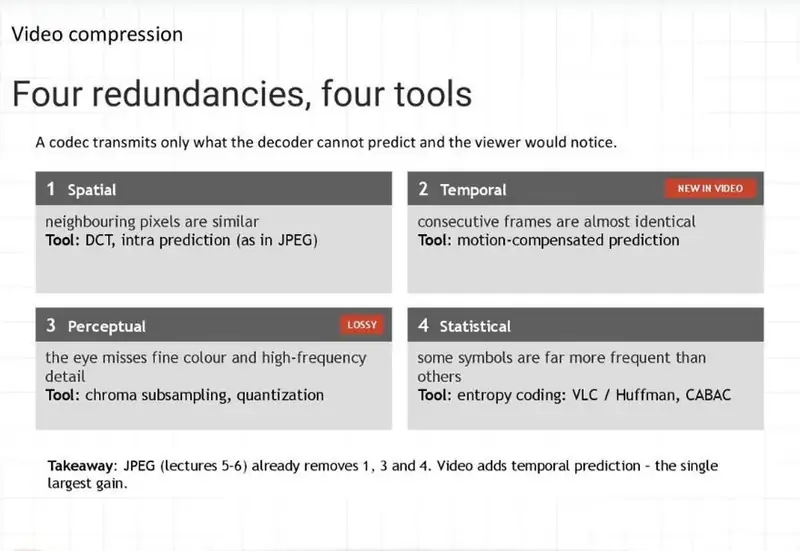 Video compression
Four redundancies, four tools
A codec transmits only what the decoder cannot predict and the viewer would notice.
1 Spatial
neighbouring pixels are similar
Tool: DCT, intra prediction (as in JPEG)
2 Temporal
NEW IN VIDEO
consecutive frames are almost identical
Tool: motion-compensated prediction
3 Perceptual
LOSSY
the eye misses fine colour and high-frequency
detail
Tool: chroma subsampling, quantization
4 Statistical
some symbols are far more frequent than
others
Tool: entropy coding: VLC / Huffman, CABAC
Takeaway: JPEG (lectures 5-6) already removes 1, 3 and 4. Video adds temporal prediction - the single
largest gain.